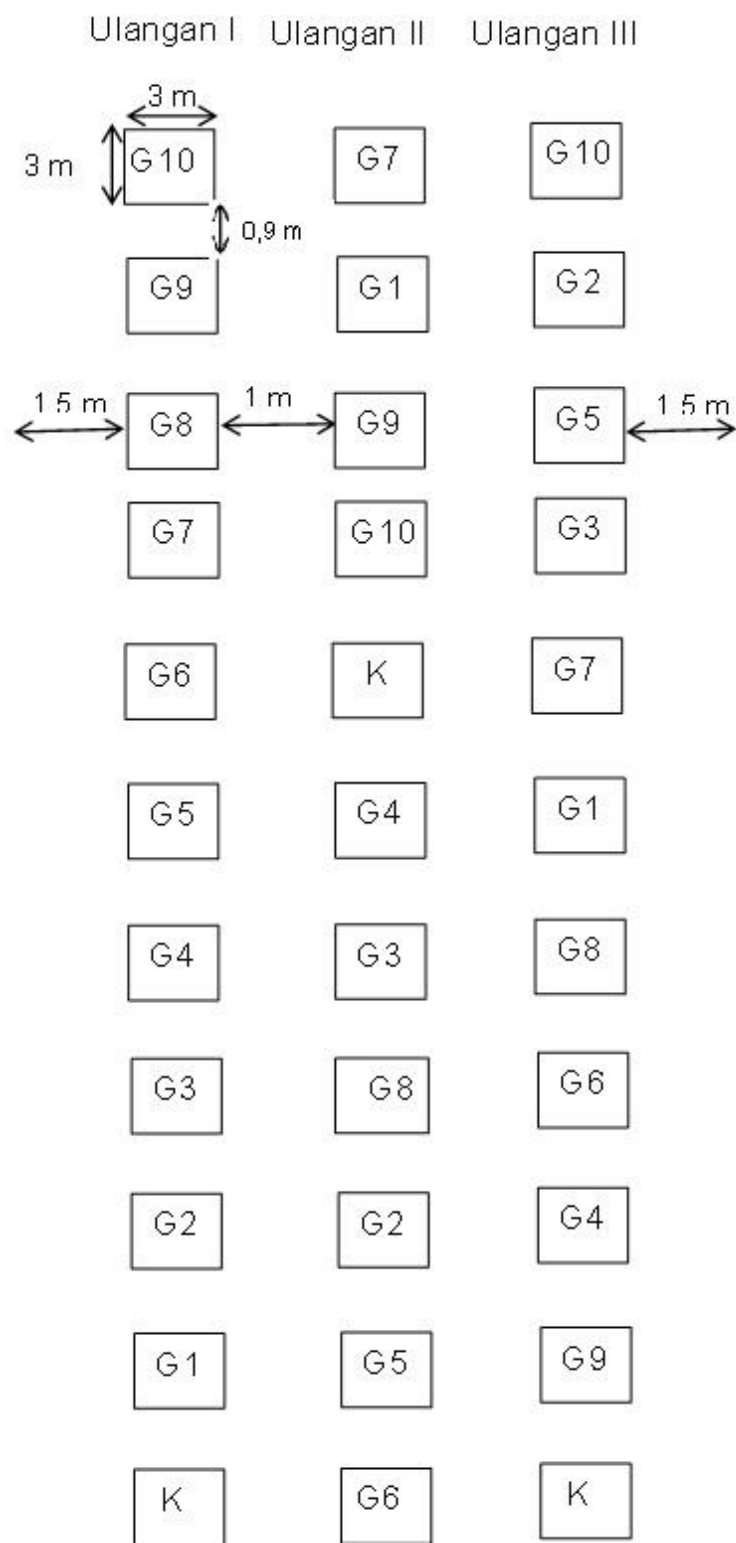 Ulangan I Ulangan II Ulangan III
3 m
3 m
G10 G7 G10
0,9 m
G9 G1 G2
1 5 m 1 m 1 5 m
G8 G9 G5
G7 G10 G3
G6 K G7
G5 G4 G1
G4 G3 G8
G3 G8 G6
G2 G2 G4
G1 G5 G9
K G6 K